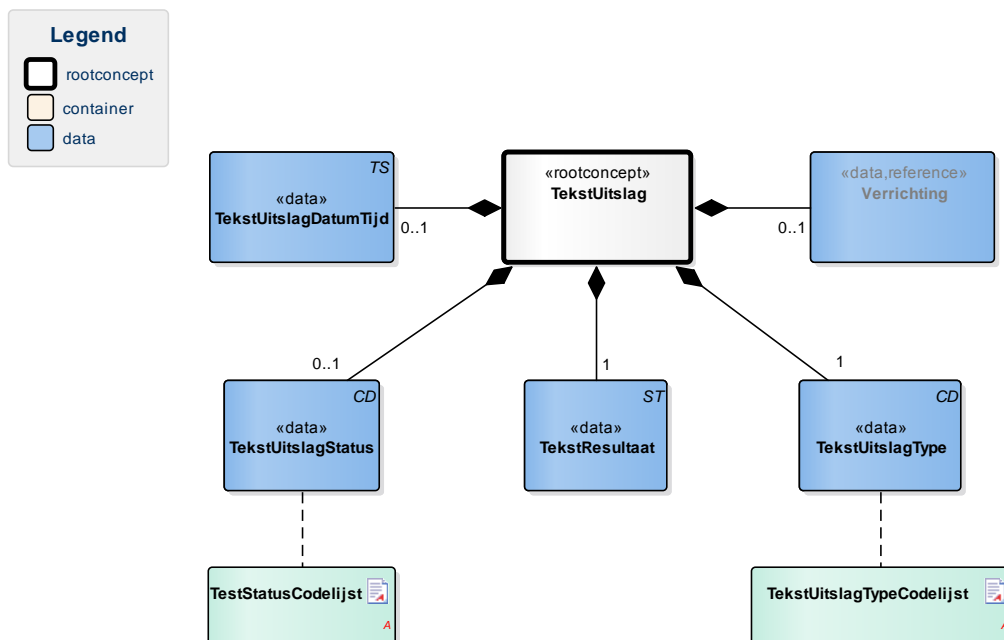 Legend
rootconcept
container
data
TS
«data»
TekstUitslagDatumTijd
0..1
«rootconcept»
TekstUitslag
«data,reference»
Verrichting
0..1
0..1
1
1
CD
«data»
TekstUitslagStatus
ST
«data»
TekstResultaat
CD
«data»
TekstUitslagType
TestStatusCodelijst
A
TekstUitslagTypeCodelijst
A